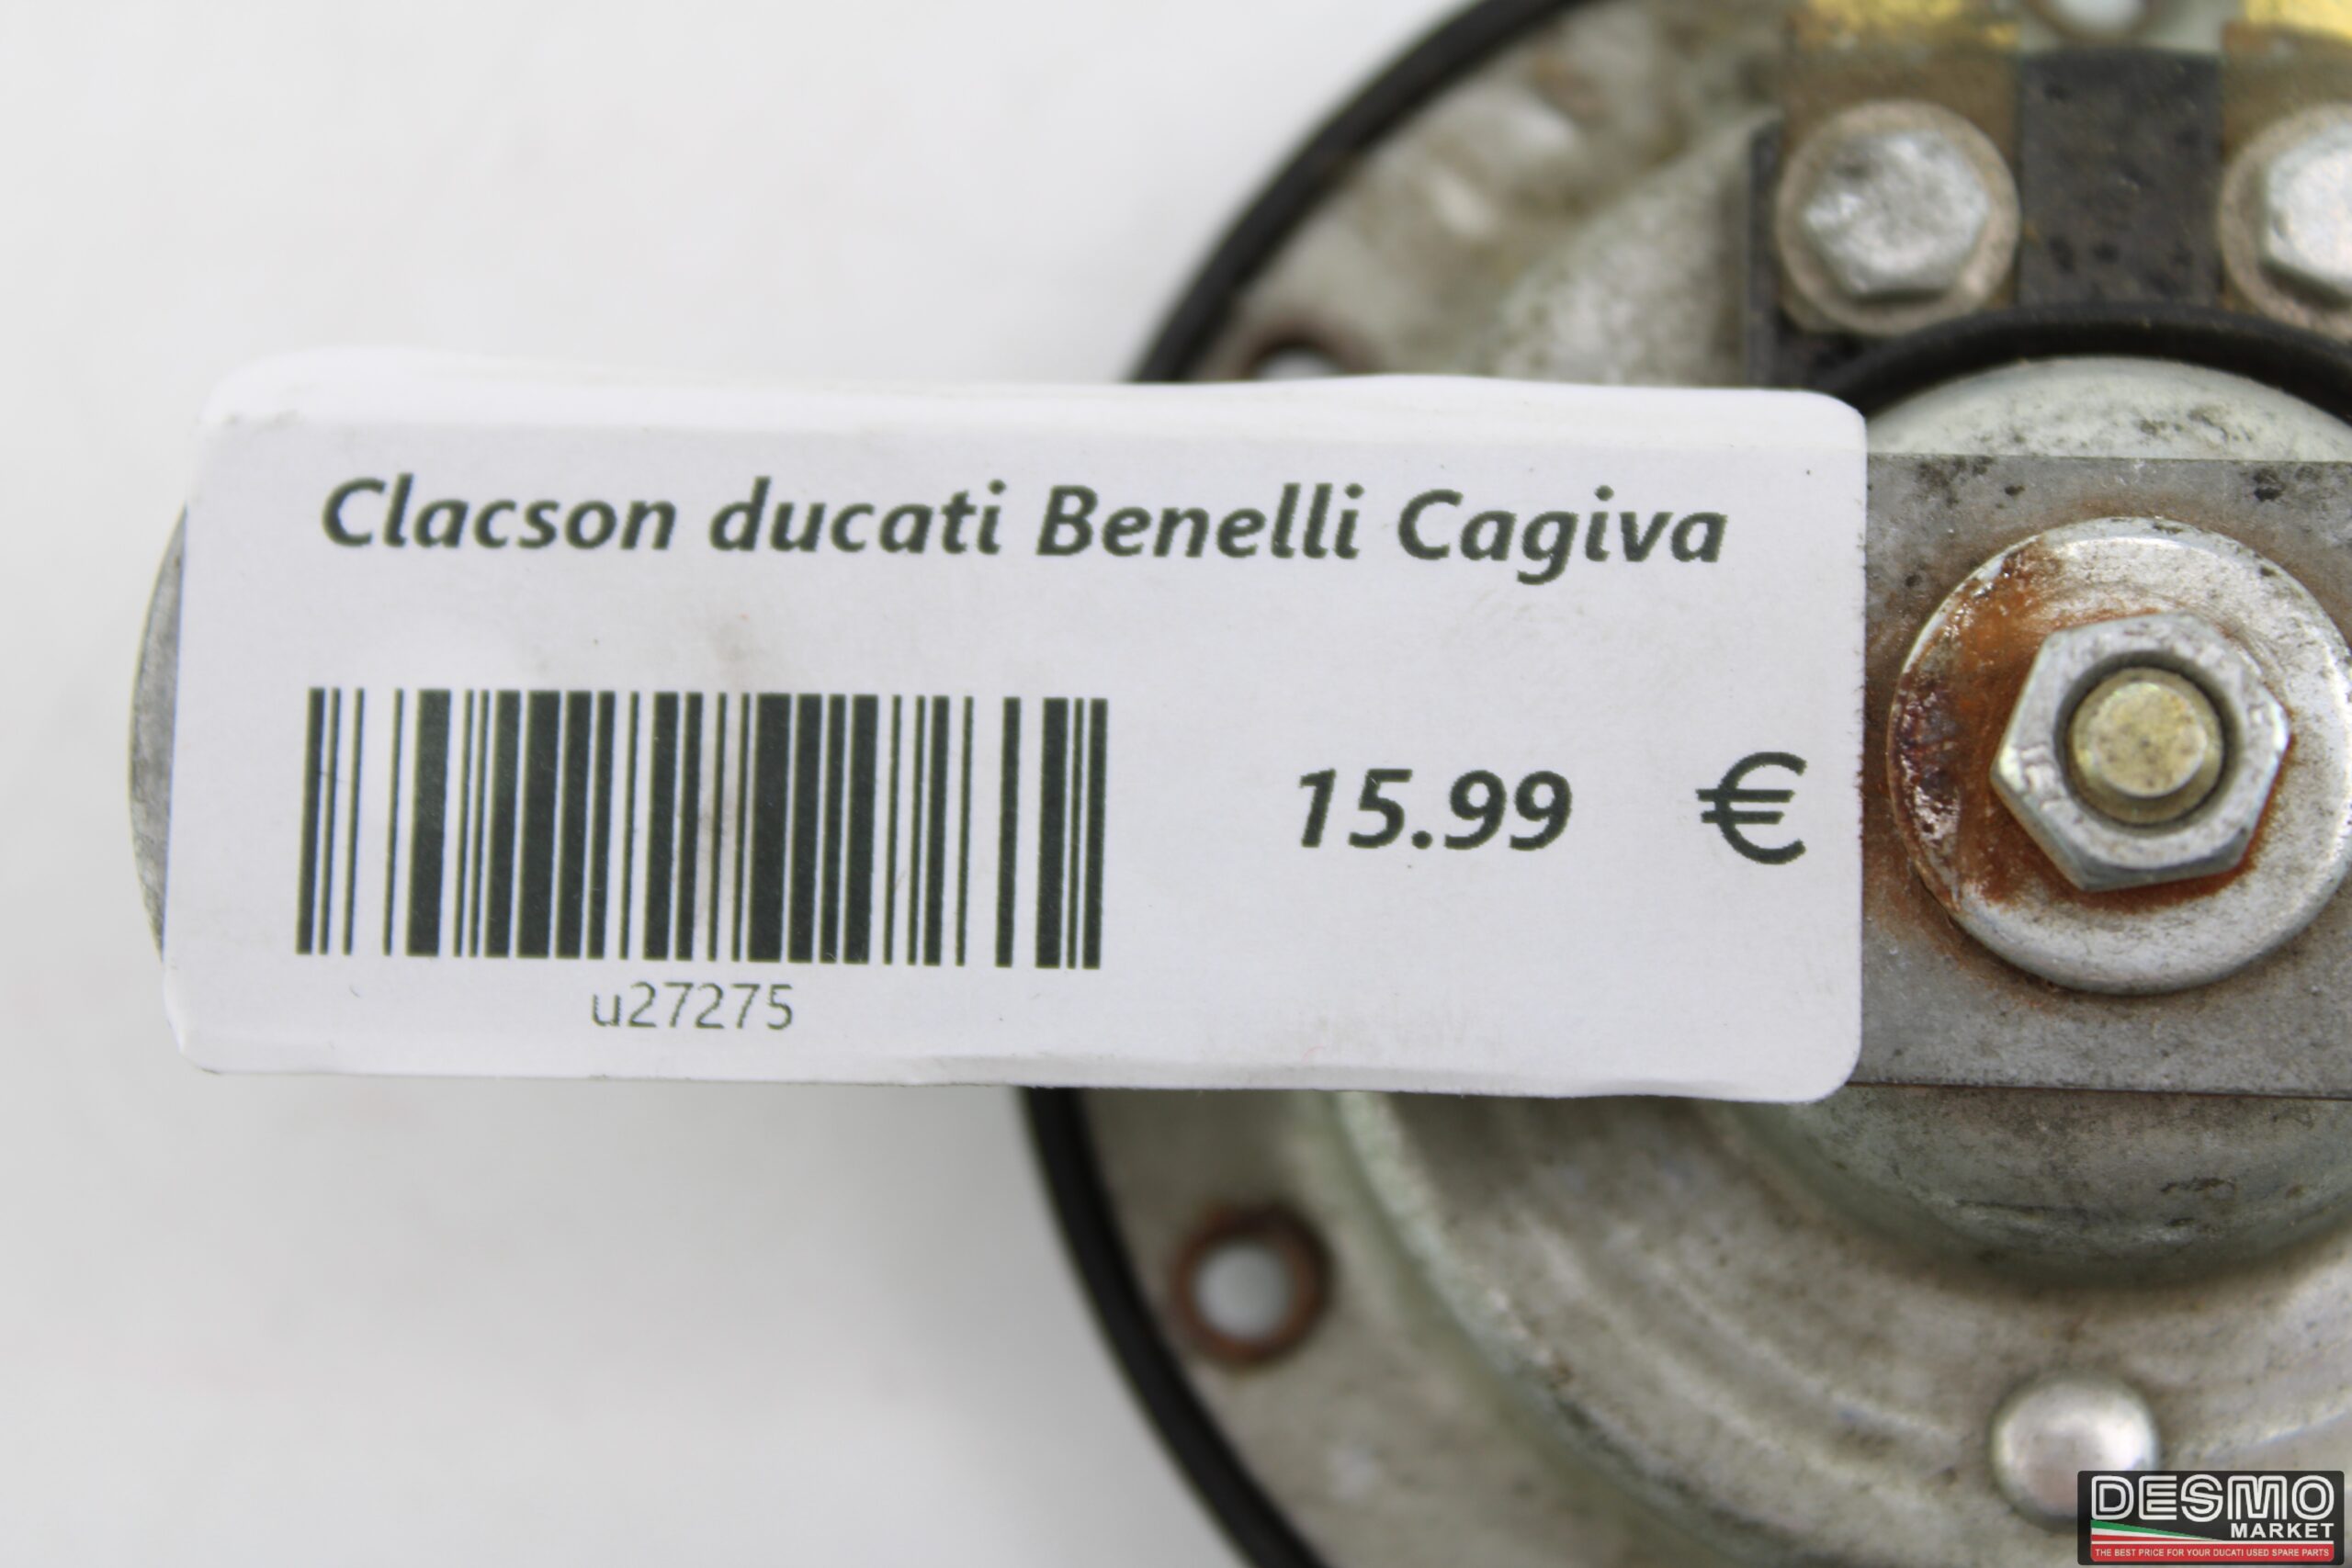 Clacson ducati Benelli Cagiva
15.99 €
u27275
DESMO
MARKET
THE BEST PRICE FOR YOUR DUCATI USED SPARE PARTS